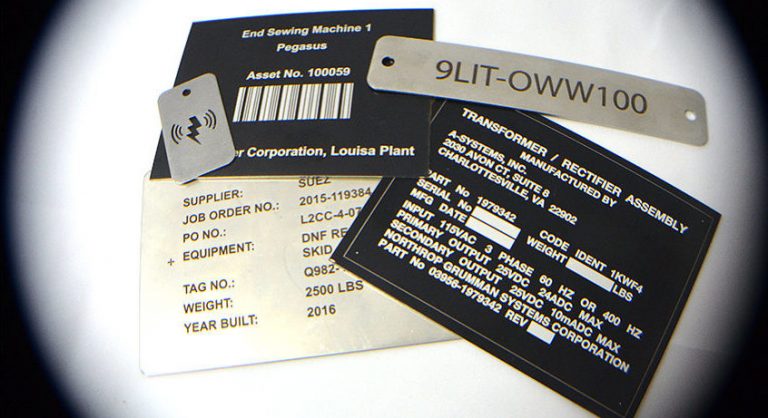 End Sewing Machine 1
Pegasus
Asset No. 100059
er Corporation, Louisa Plant
9LIT-OWW100
SUPPLIER: SUEZ
JOB ORDER NO.: 2015-119384
PO NO.: L2CC-4-07
EQUIPMENT: DNF RE
SKID
TAG NO.: Q982-
WEIGHT: 2500 LBS
YEAR BUILT: 2016
TRANSFORMER / RECTIFIER ASSEMBLY
MANUFACTURED BY
A-SYSTEMS, INC.
2030 AVON CT, SUITE 8
CHARLOTTESVILLE, VA 22902
PART No 1979342 CODE IDENT 1KWF4
SERIAL No WEIGHT LBS
MFG DATE
INPUT 115VAC 3 PHASE 60 HZ OR 400 HZ
PRIMARY OUTPUT 25VDC 24ADC MAX
SECONDARY OUTPUT 25VDC 10mADC MAX
NORTHROP GRUMMAN SYSTEMS CORPORATION
PART No 03956-1979342 REV